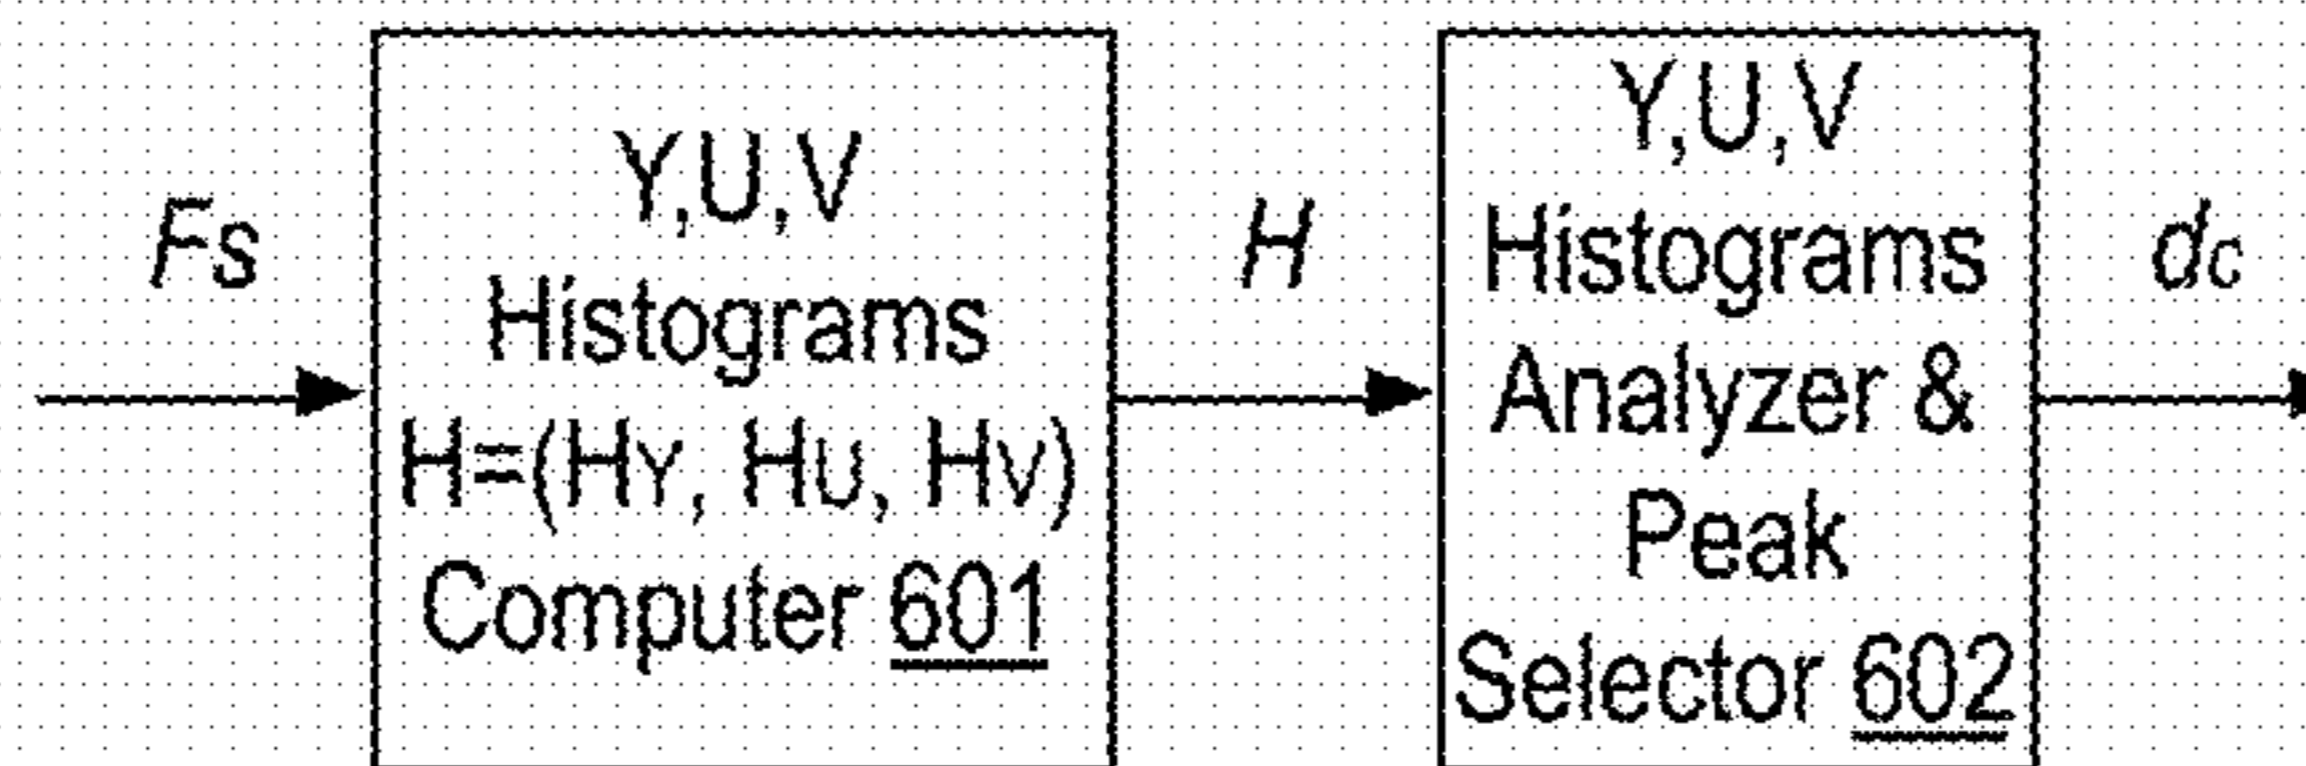 Fs
Y,U,V
Histograms
H=(HY, HU, HV)
Computer 601
H
Y,U,V
Histograms
Analyzer &
Peak
Selector 602
dc